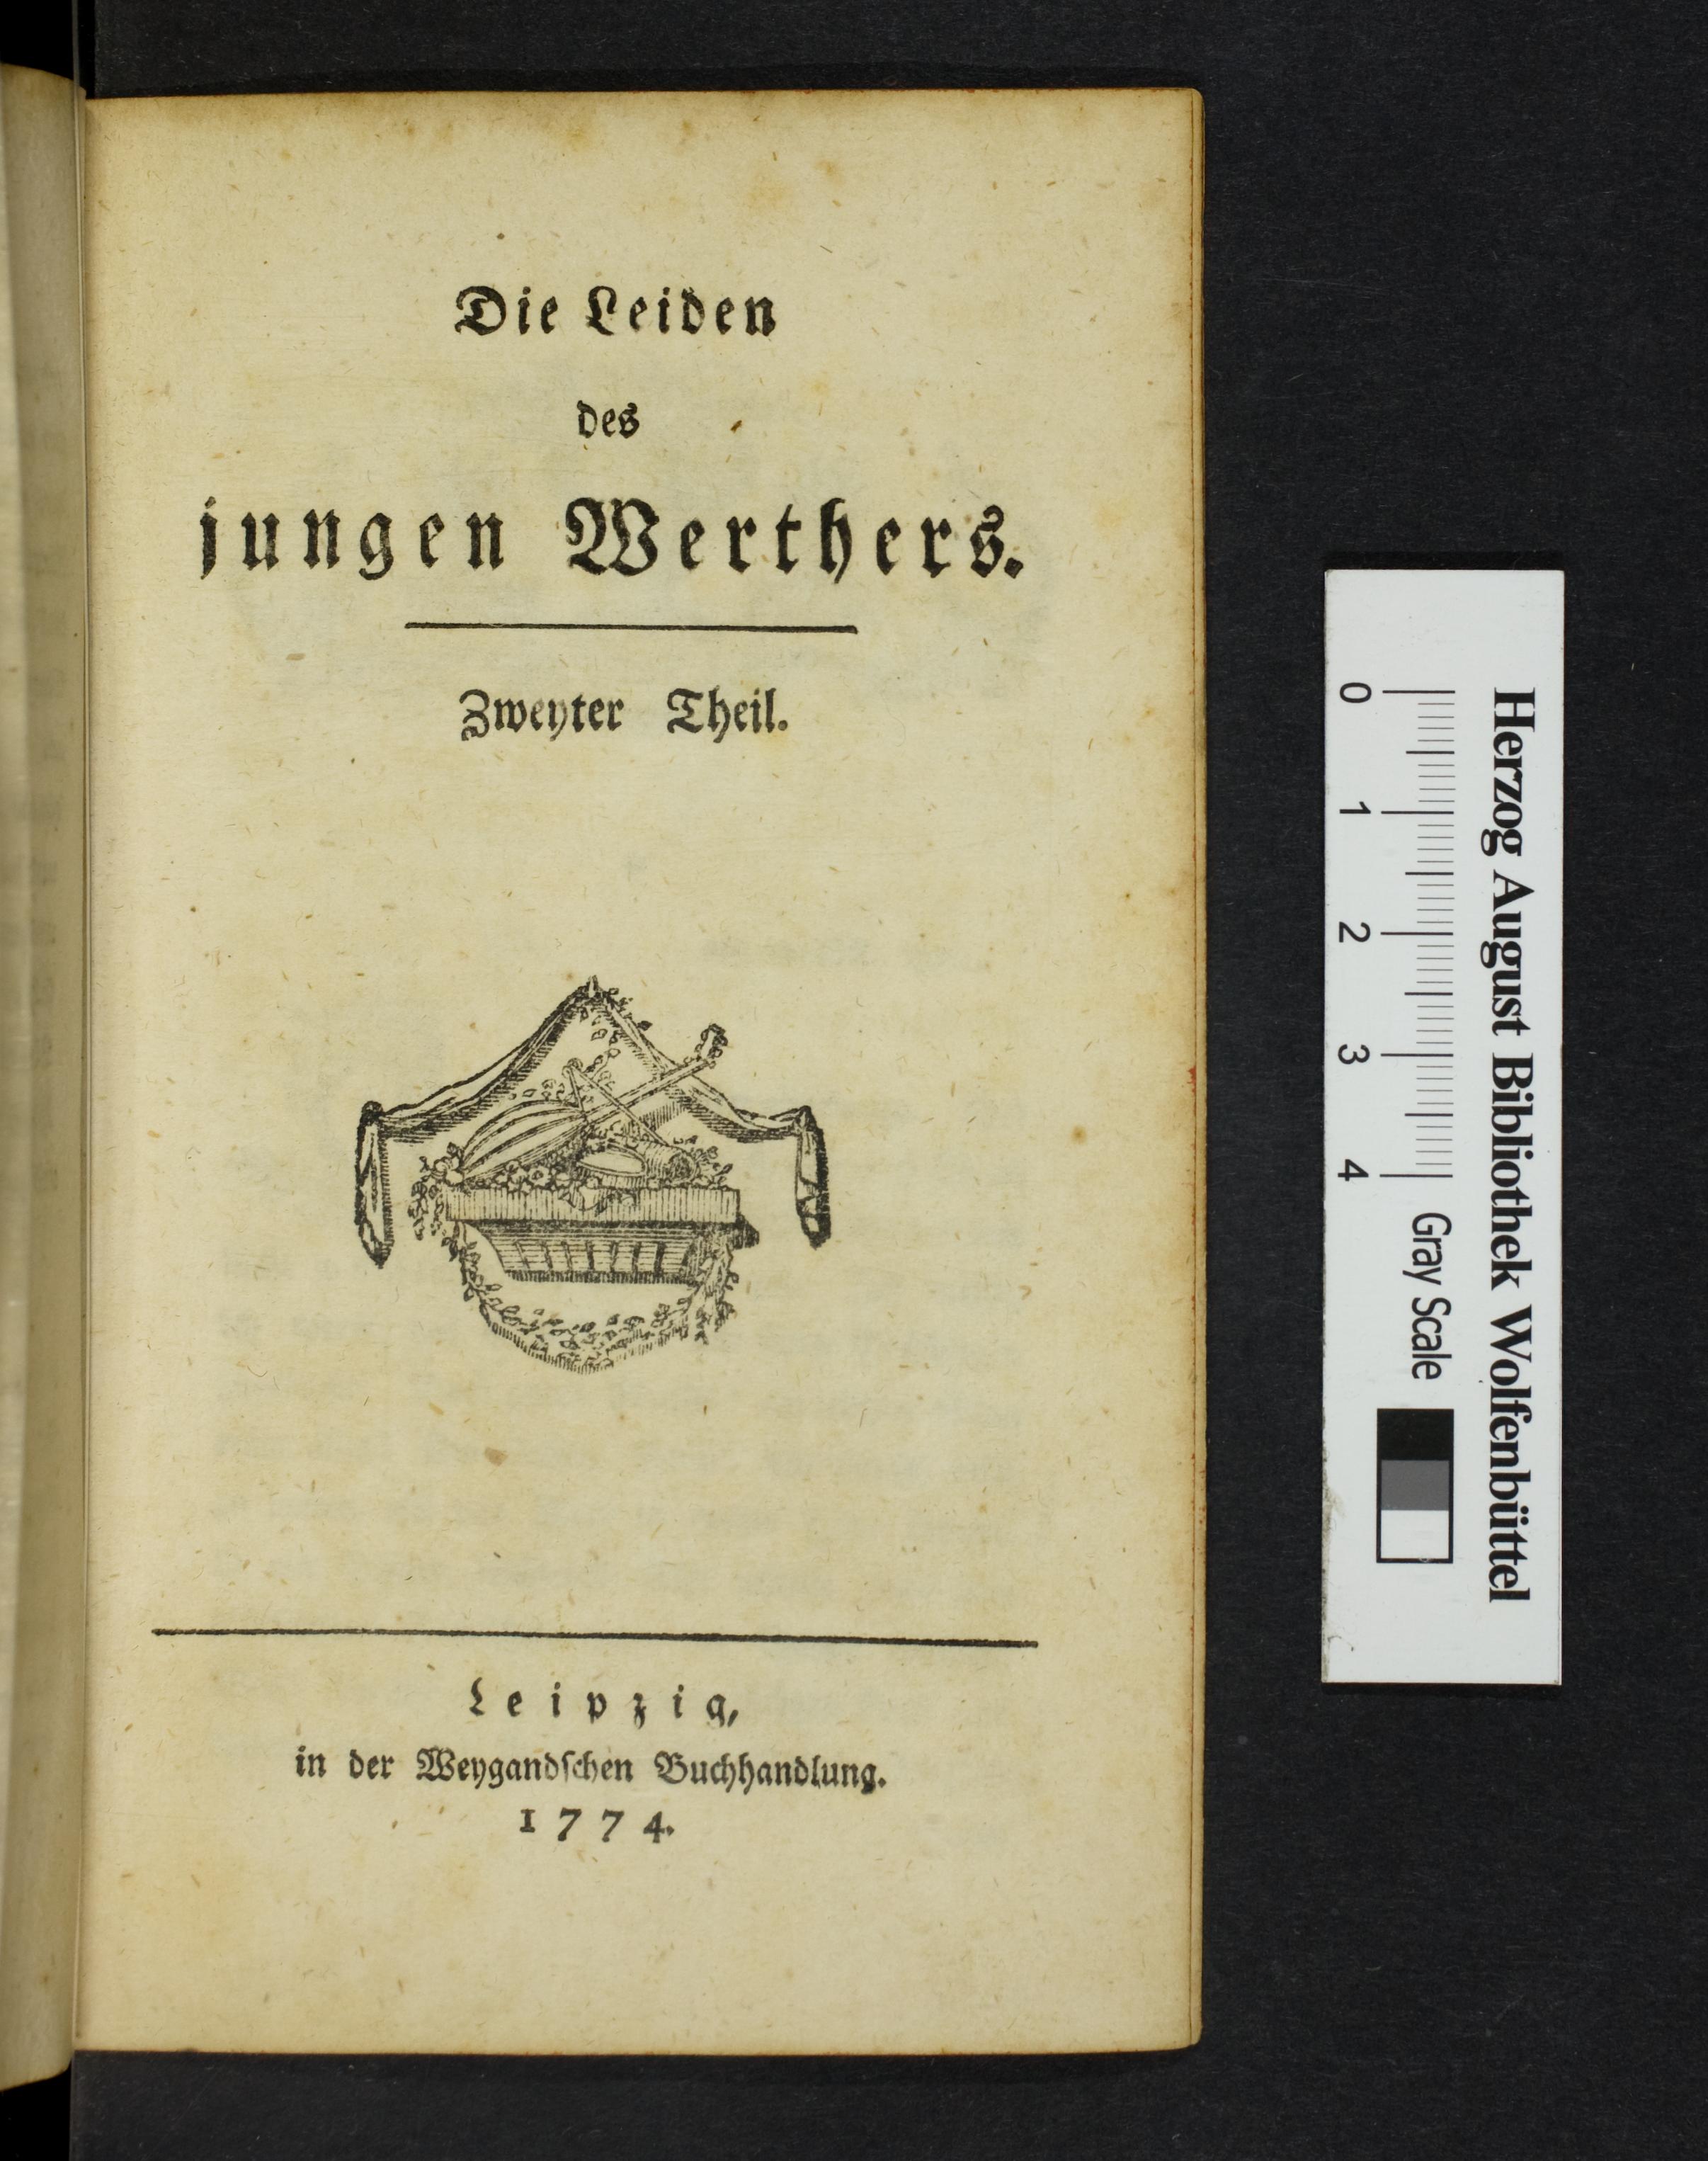 Die Leiden
des
jungen Werthers.
Zweyter Theil.
Leipzig,
in der Weygandſchen Buchhandlung.
1774.
Herzog August Bibliothek Wolfenbüttel
0 1 2 3 4 Gray Scale